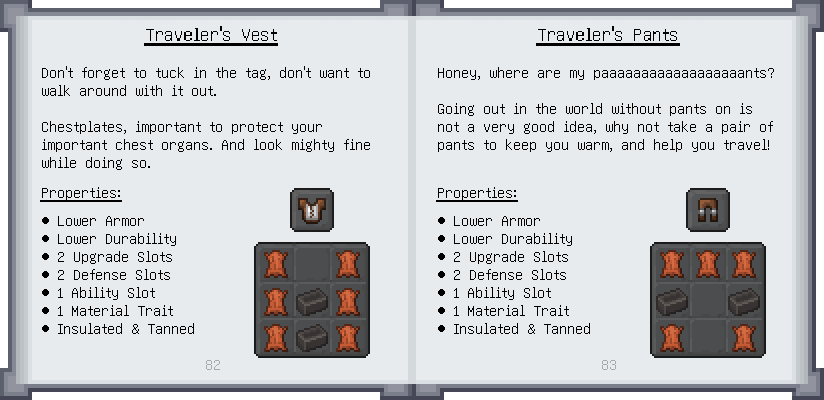 Traveler's Vest
Don't forget to tuck in the tag, don't want to
walk around with it out.
Chestplates, important to protect your
important chest organs. And look mighty fine
while doing so.
Properties:
● Lower Armor
● Lower Durability
● 2 Upgrade Slots
● 2 Defense Slots
● 1 Ability Slot
● 1 Material Trait
● Insulated & Tanned
82
Traveler's Pants
Honey, where are my paaaaaaaaaaaaaaaaaants?
Going out in the world without pants on is
not a very good idea, why not take a pair of
pants to keep you warm, and help you travel!
Properties:
● Lower Armor
● Lower Durability
● 2 Upgrade Slots
● 2 Defense Slots
● 1 Ability Slot
● 1 Material Trait
● Insulated & Tanned
83